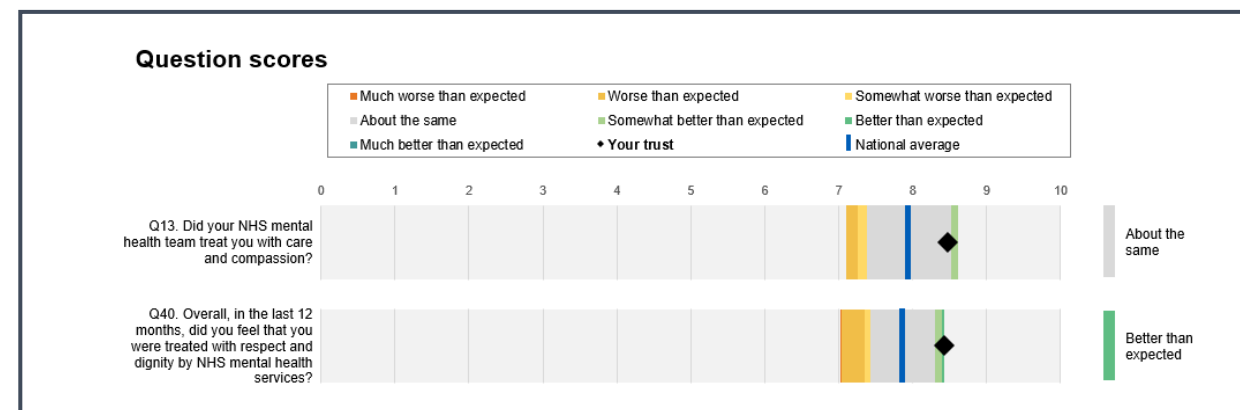 Question scores
Much worse than expected
Worse than expected
Somewhat worse than expected
About the same
Somewhat better than expected
Better than expected
Much better than expected
Your trust
National average
0 1 2 3 4 5 6 7 8 9 10
Q13. Did your NHS mental
health team treat you with care
and compassion?
About the
same
Q40. Overall, in the last 12
months, did you feel that you
were treated with respect and
dignity by NHS mental health
services?
Better than
expected